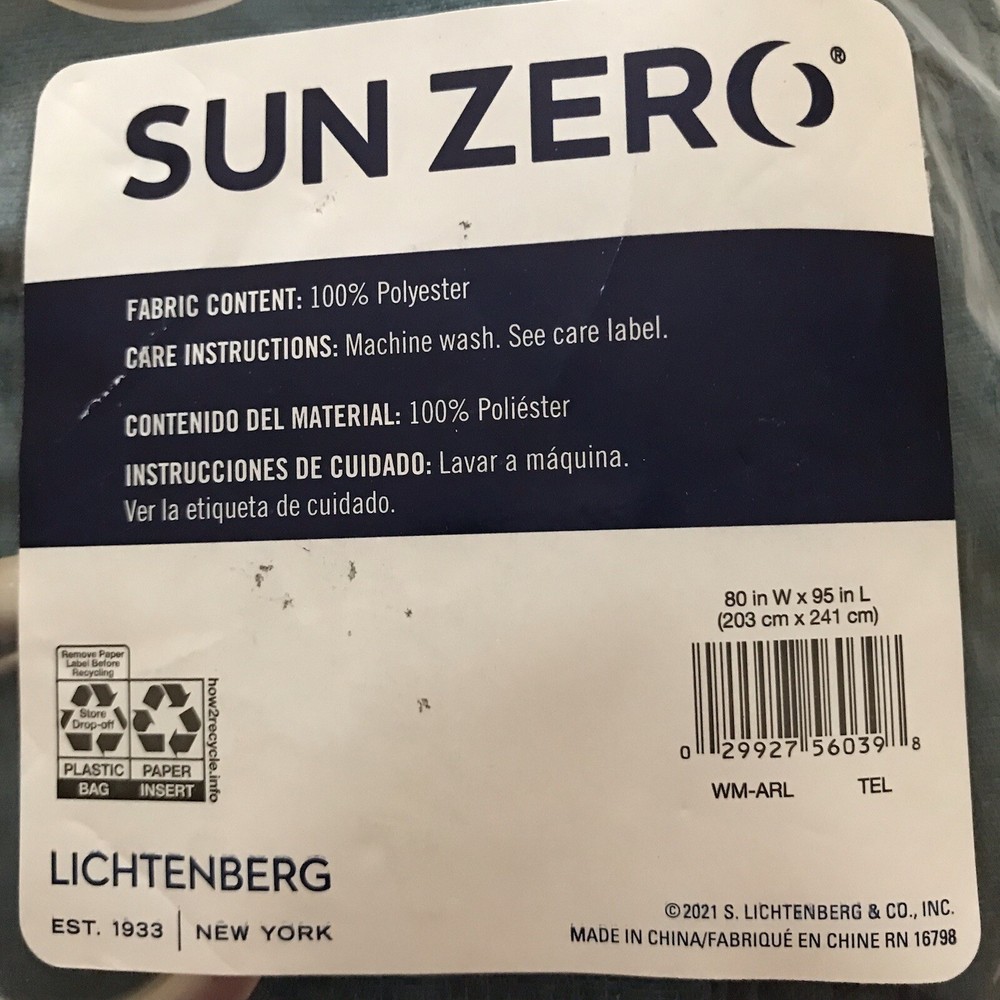 SUN ZERO®
FABRIC CONTENT: 100% Polyester
CARE INSTRUCTIONS: Machine wash. See care label.
CONTENIDO DEL MATERIAL: 100% Poliéster
INSTRUCCIONES DE CUIDADO: Lavar a máquina.
Ver la etiqueta de cuidado.
80 in W x 95 in L
(203 cm x 241 cm)
0 29927 56039 8
WM-ARL TEL
Remove Paper
Label Before
Recycling
Store
Drop-off
PLASTIC PAPER
BAG INSERT
how2recycle.info
LICHTENBERG
EST. 1933 | NEW YORK
©2021 S. LICHTENBERG & CO., INC.
MADE IN CHINA/FABRIQUÉ EN CHINE RN 16798